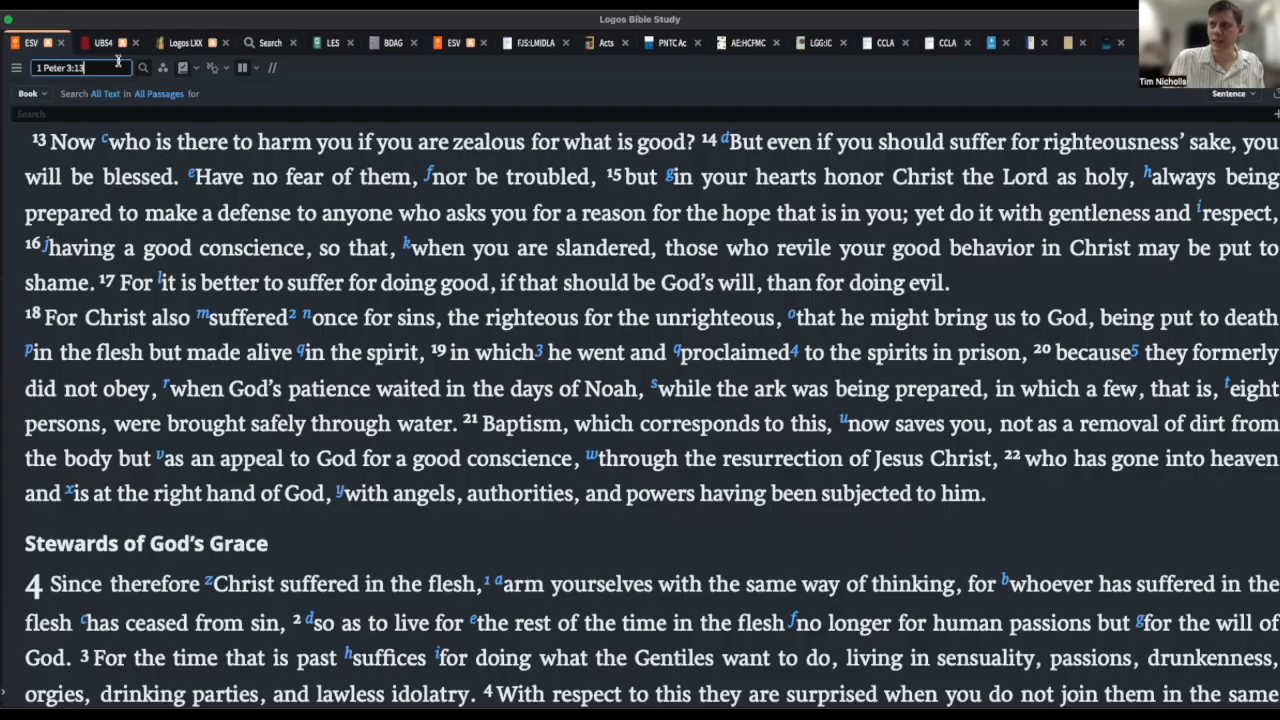 Logos Bible Study
ESV A UBS4 A Logos LXX A Search LES BDAG ESV A FJS:LMIDLA Acts PNTC Ac AE:HCFMC LGG:IC CCLA CCLA
1 Peter 3:13
Tim Nicholls
Book Search All Text in All Passages for Sentence
Search
13 Now c who is there to harm you if you are zealous for what is good? 14 d But even if you should suffer for righteousness’ sake, you
will be blessed. e Have no fear of them, f nor be troubled, 15 but g in your hearts honor Christ the Lord as holy, h always being
prepared to make a defense to anyone who asks you for a reason for the hope that is in you; yet do it with gentleness and i respect,
16 j having a good conscience, so that, k when you are slandered, those who revile your good behavior in Christ may be put to
shame. 17 For l it is better to suffer for doing good, if that should be God’s will, than for doing evil.
18 For Christ also m suffered 2 n once for sins, the righteous for the unrighteous, o that he might bring us to God, being put to death
p in the flesh but made alive q in the spirit, 19 in which 3 he went and q proclaimed 4 to the spirits in prison, 20 because 5 they formerly
did not obey, r when God’s patience waited in the days of Noah, s while the ark was being prepared, in which a few, that is, t eight
persons, were brought safely through water. 21 Baptism, which corresponds to this, u now saves you, not as a removal of dirt from
the body but v as an appeal to God for a good conscience, w through the resurrection of Jesus Christ, 22 who has gone into heaven
and x is at the right hand of God, y with angels, authorities, and powers having been subjected to him.
Stewards of God’s Grace
4 Since therefore z Christ suffered in the flesh, 1 a arm yourselves with the same way of thinking, for b whoever has suffered in the
flesh c has ceased from sin, 2 d so as to live for e the rest of the time in the flesh f no longer for human passions but g for the will of
God. 3 For the time that is past h suffices i for doing what the Gentiles want to do, living in sensuality, passions, drunkenness,
orgies, drinking parties, and lawless idolatry. 4 With respect to this they are surprised when you do not join them in the same